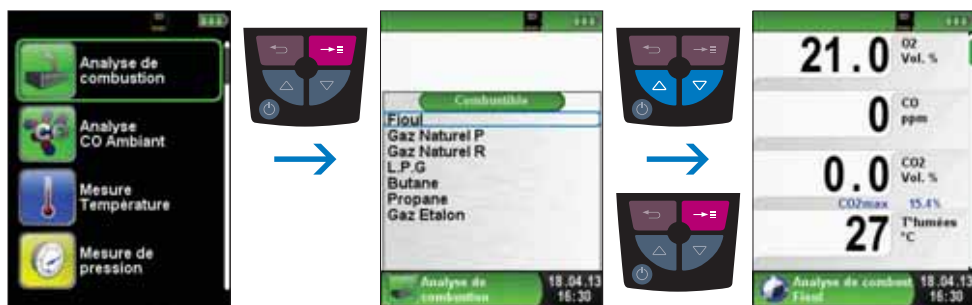 Analyse de
combustion
Analyse
CO Ambiant
Mesure
Température
Mesure de
pression
Combustible
Fioul
Gaz Naturel P
Gaz Naturel R
L.P.G
Butane
Propane
Gaz Etalon
Analyse de
combustion
18.04.13
16:30
21.0
O2
Vol. %
0
CO
ppm
0.0
CO2
Vol. %
CO2max 15.4%
27
T°fumées
°C
Analyse de combust
Fioul
18.04.13
16:30